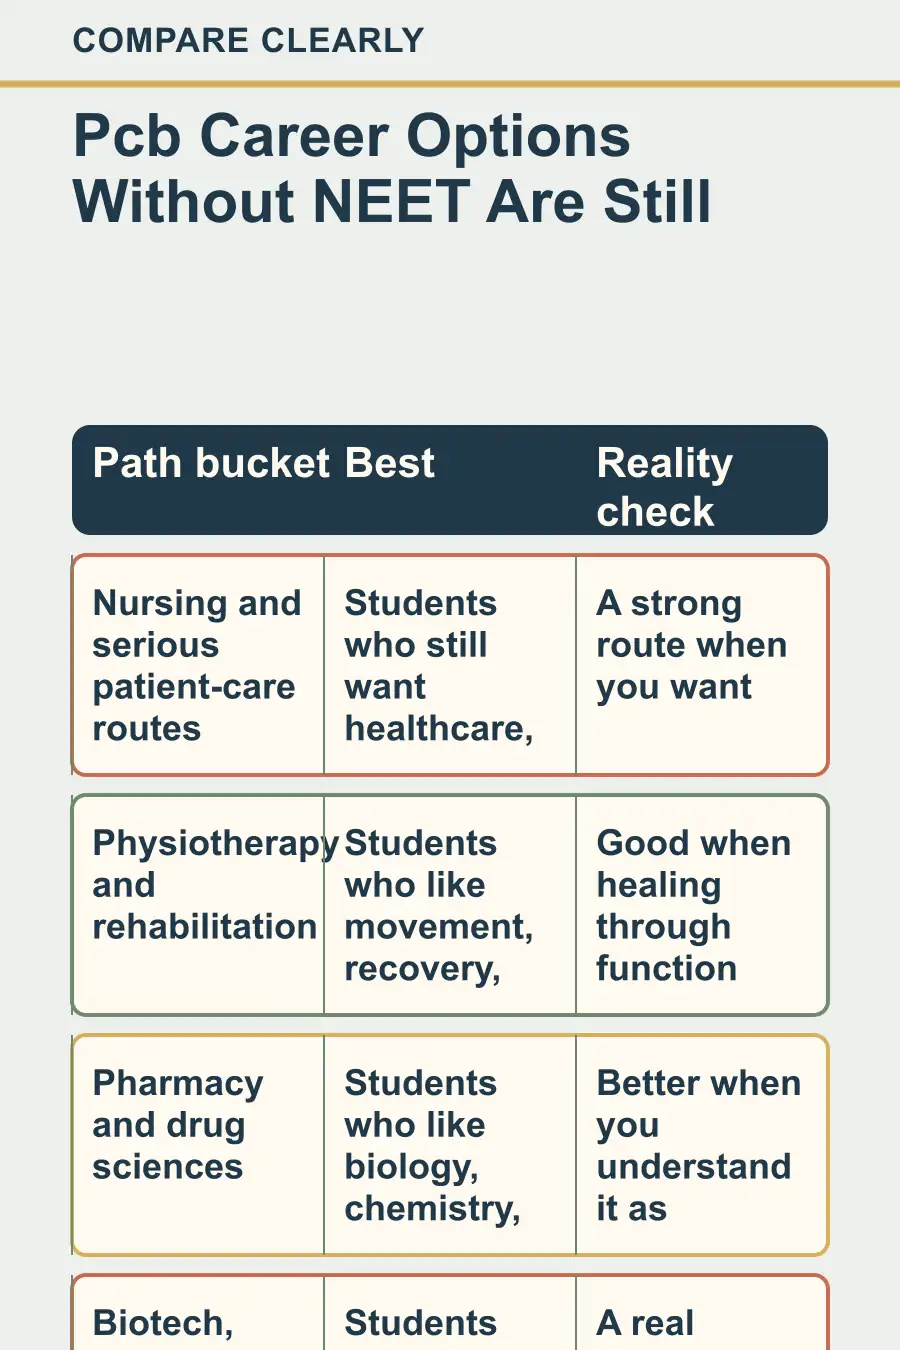 COMPARE CLEARLY
Pcb Career Options
Without NEET Are Still
Path bucket
Best
Reality
check
Nursing and
serious
patient-care
routes
Students
who still
want
healthcare,
A strong
route when
you want
Physiotherapy
and
rehabilitation
Students
who like
movement,
recovery,
Good when
healing
through
function
Pharmacy
and drug
sciences
Students
who like
biology,
chemistry,
Better when
you
understand
it as
Biotech,
Students
A real